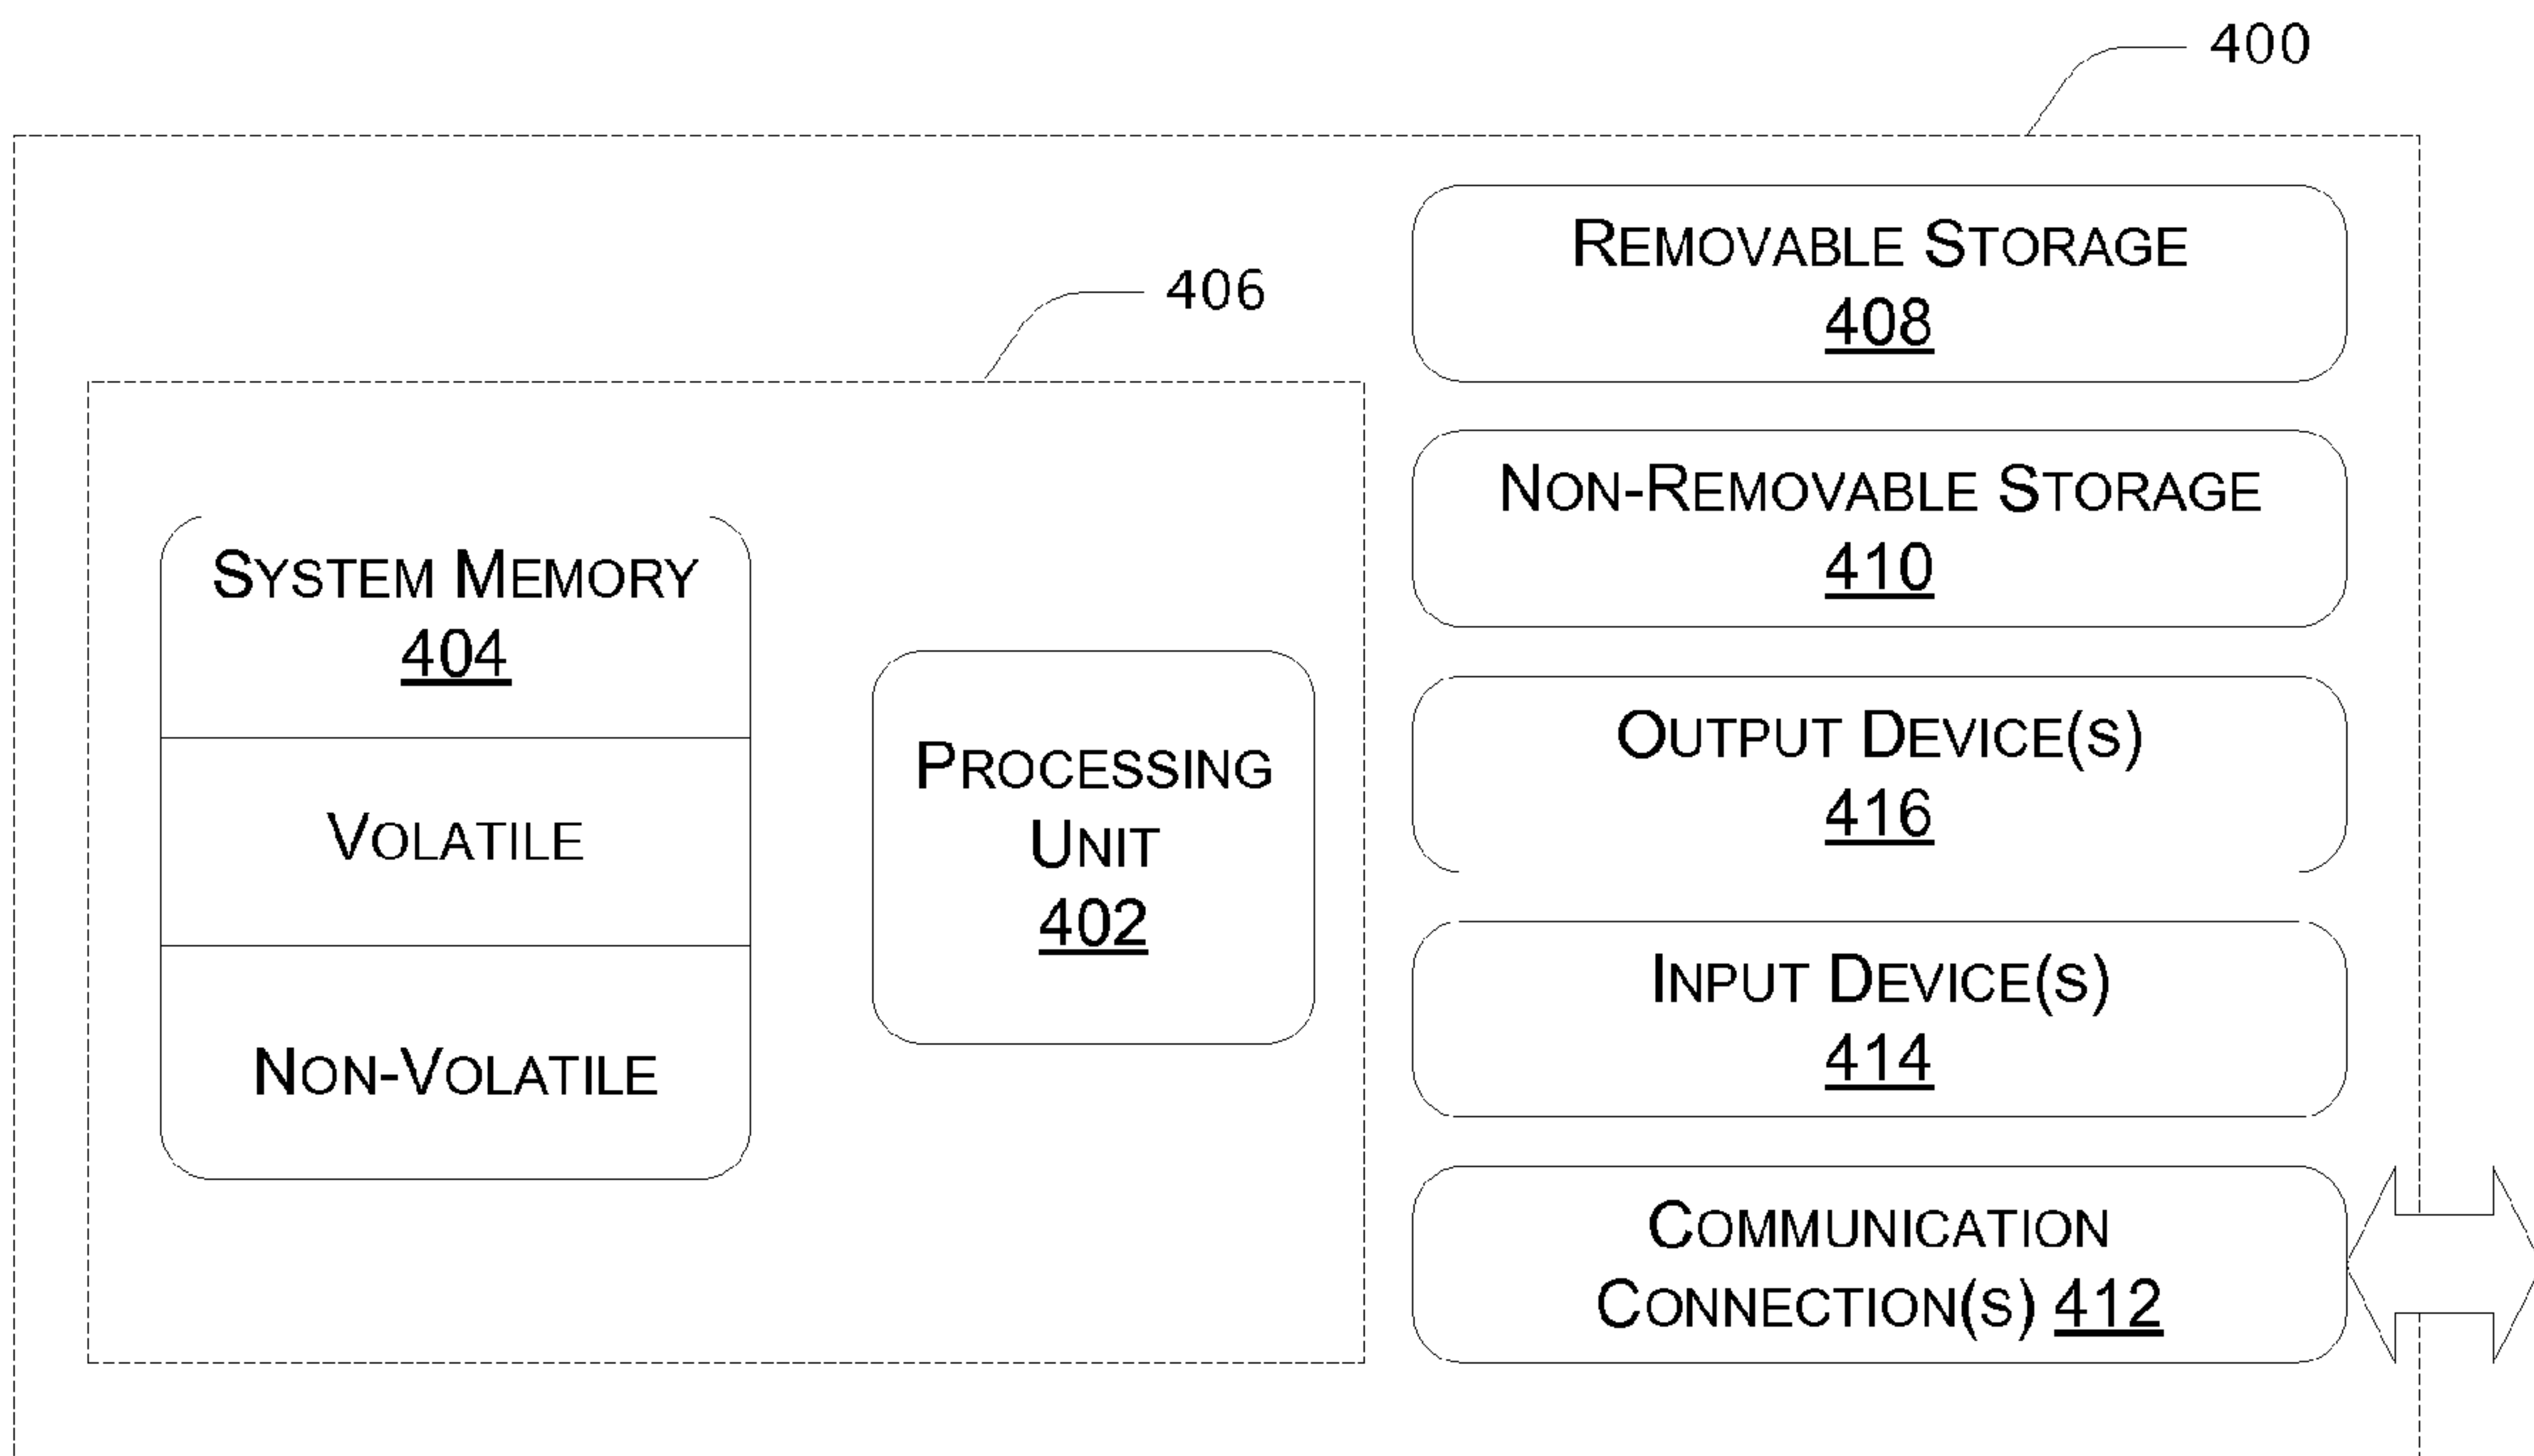 400
406
REMOVABLE STORAGE
408
NON-REMOVABLE STORAGE
410
SYSTEM MEMORY
404
VOLATILE
NON-VOLATILE
PROCESSING
UNIT
402
OUTPUT DEVICE(S)
416
INPUT DEVICE(S)
414
COMMUNICATION
CONNECTION(S) 412